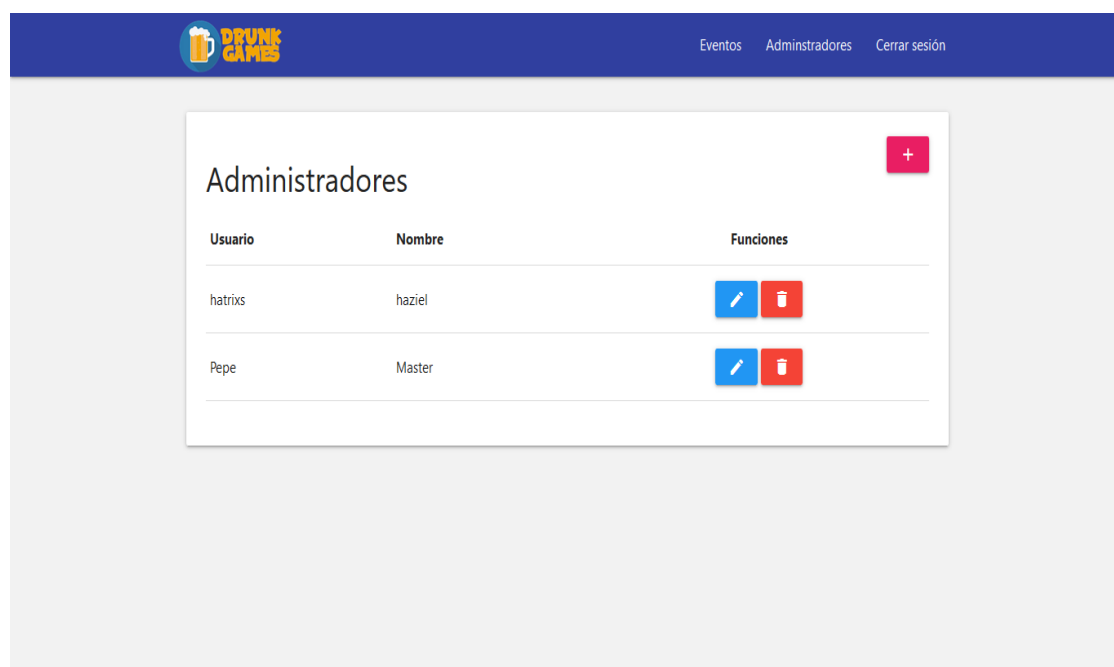 DRUNK
GAMES
Eventos Adminstradores Cerrar sesión
+
Administradores
Usuario Nombre Funciones
hatrixs haziel
Pepe Master